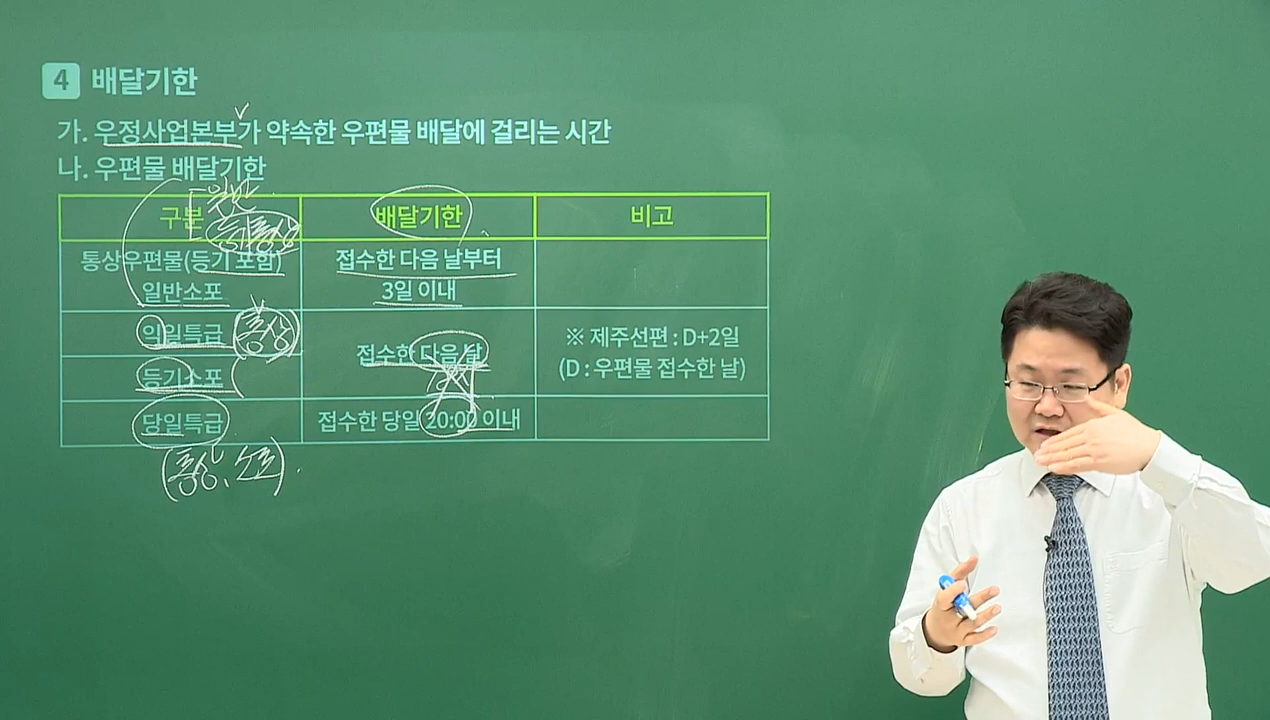 4 배달기한
가. 우정사업본부가 약속한 우편물 배달에 걸리는 시간
나. 우편물 배달기한
일반
등기통상
구분 배달기한 비고
통상우편물(등기 포함)
일반소포
접수한 다음 날부터
3일 이내
익일특급 통상
등기소포
접수한 다음 날
※ 제주선편 : D+2일
(D : 우편물 접수한 날)
당일특급 접수한 당일 20:00 이내
(통상, 소포).